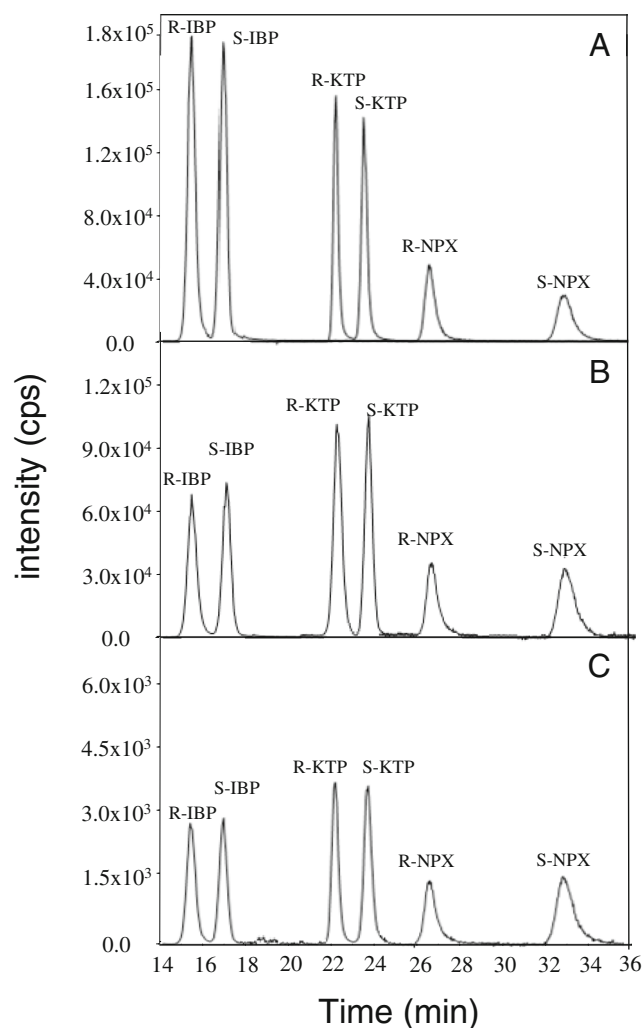 A
1.8x10⁵
1.6x10⁵
1.2x10⁵
8.0x10⁴
4.0x10⁴
0.0
R-IBP
S-IBP
R-KTP
S-KTP
R-NPX
S-NPX
B
1.2x10⁵
9.0x10⁴
6.0x10⁴
3.0x10⁴
0.0
R-IBP
S-IBP
R-KTP
S-KTP
R-NPX
S-NPX
C
6.0x10³
4.5x10³
3.0x10³
1.5x10³
0.0
R-IBP
S-IBP
R-KTP
S-KTP
R-NPX
S-NPX
intensity (cps)
14 16 18 20 22 24 26 28 30 32 34 36
Time (min)